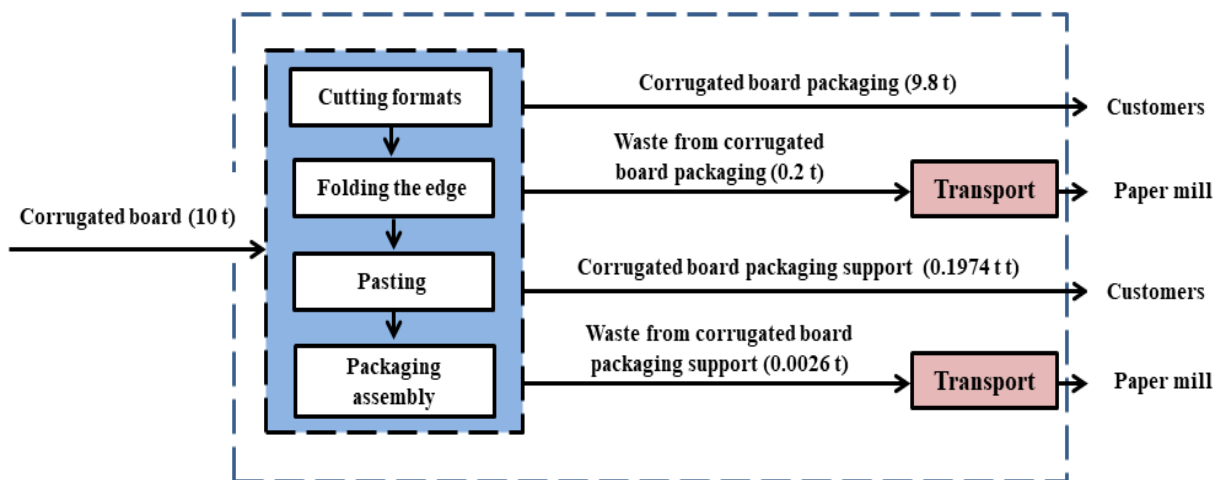 Cutting formats
Folding the edge
Pasting
Packaging
assembly
Corrugated board (10 t)
Corrugated board packaging (9.8 t)
Customers
Waste from corrugated
board packaging (0.2 t)
Transport
Paper mill
Corrugated board packaging support (0.1974 t t)
Customers
Waste from corrugated board
packaging support (0.0026 t)
Transport
Paper mill